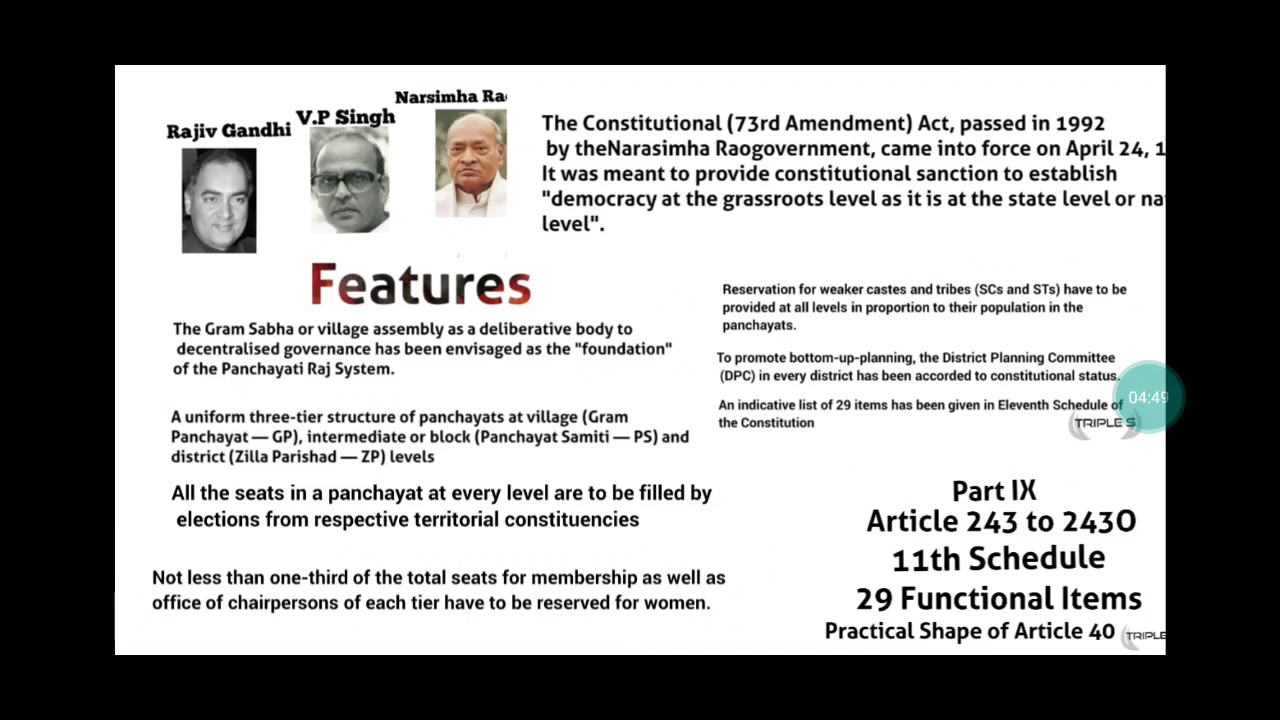 Rajiv Gandhi
V.P Singh
Narsimha Ra
The Constitutional (73rd Amendment) Act, passed in 1992
by theNarasimha Raogovernment, came into force on April 24, 1
It was meant to provide constitutional sanction to establish
"democracy at the grassroots level as it is at the state level or na
level".
Features
The Gram Sabha or village assembly as a deliberative body to
decentralised governance has been envisaged as the "foundation"
of the Panchayati Raj System.
A uniform three-tier structure of panchayats at village (Gram
Panchayat — GP), intermediate or block (Panchayat Samiti — PS) and
district (Zilla Parishad — ZP) levels
All the seats in a panchayat at every level are to be filled by
elections from respective territorial constituencies
Not less than one-third of the total seats for membership as well as
office of chairpersons of each tier have to be reserved for women.
Reservation for weaker castes and tribes (SCs and STs) have to be
provided at all levels in proportion to their population in the
panchayats.
To promote bottom-up-planning, the District Planning Committee
(DPC) in every district has been accorded to constitutional status.
An indicative list of 29 items has been given in Eleventh Schedule of
the Constitution
04:49
TRIPLE S
Part IX
Article 243 to 243O
11th Schedule
29 Functional Items
Practical Shape of Article 40
TRIPLE